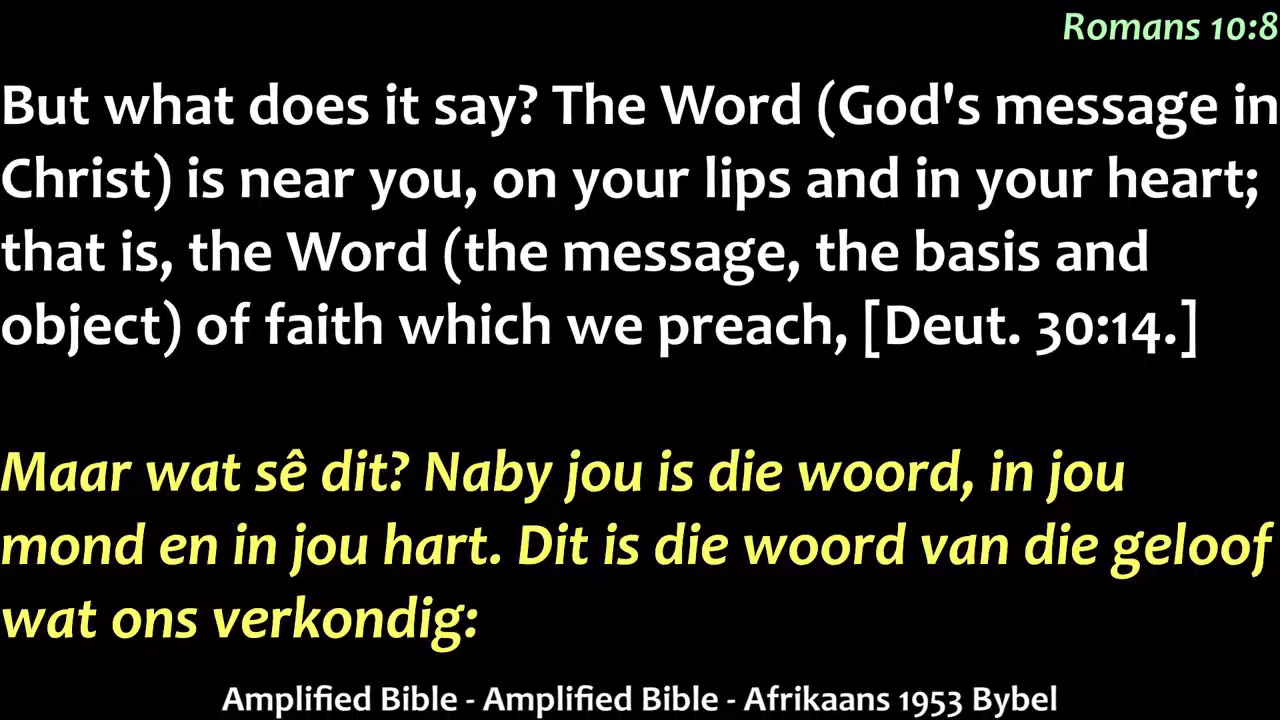 Romans 10:8
But what does it say? The Word (God's message in
Christ) is near you, on your lips and in your heart;
that is, the Word (the message, the basis and
object) of faith which we preach, [Deut. 30:14.]
Maar wat sê dit? Naby jou is die woord, in jou
mond en in jou hart. Dit is die woord van die geloof
wat ons verkondig:
Amplified Bible - Amplified Bible - Afrikaans 1953 Bybel